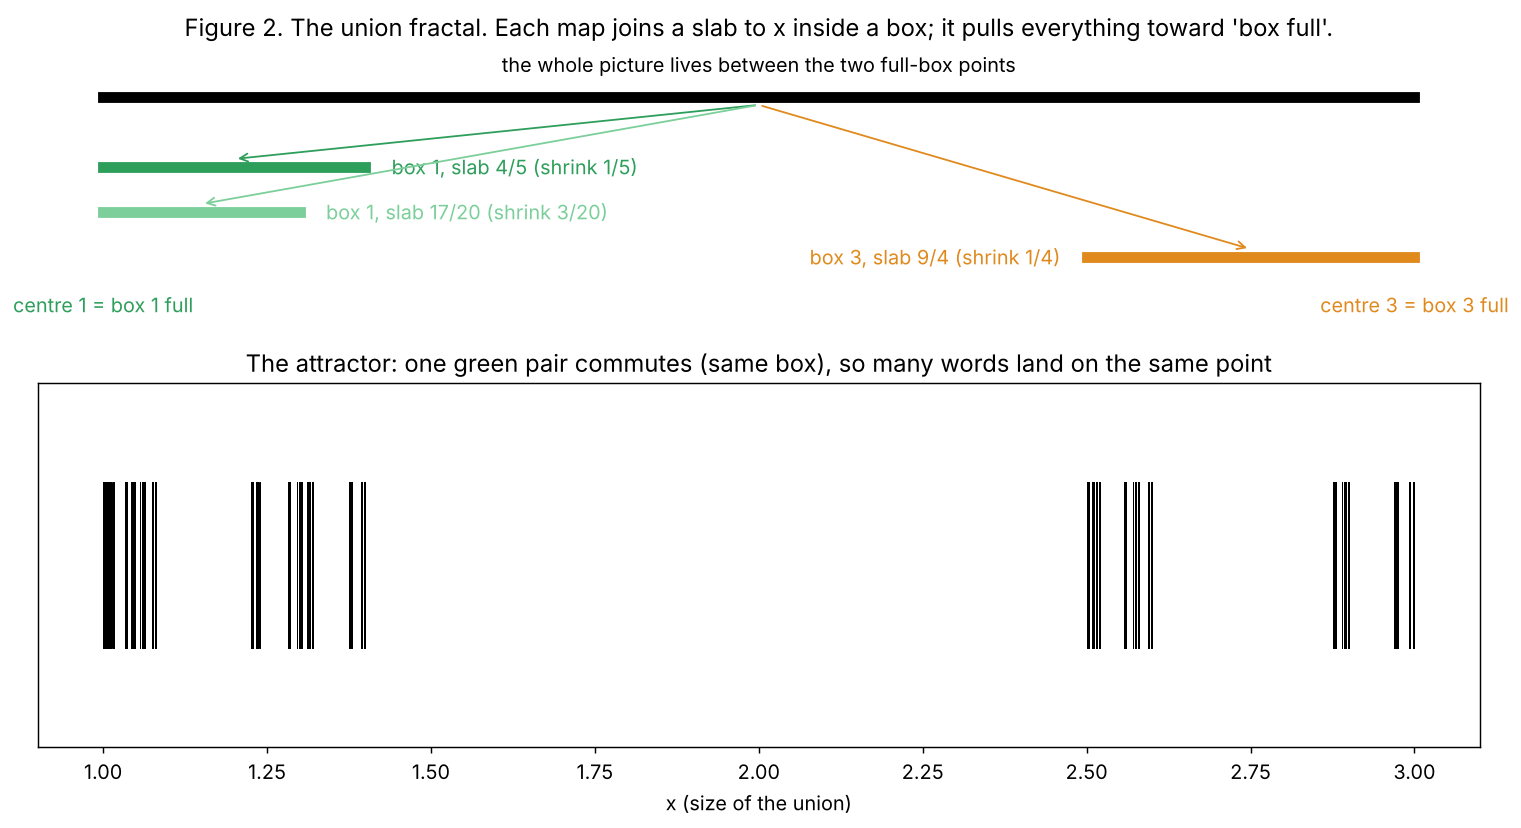 Figure 2. The union fractal. Each map joins a slab to x inside a box; it pulls everything toward 'box full'.
the whole picture lives between the two full-box points
box 1, slab 4/5 (shrink 1/5)
box 1, slab 17/20 (shrink 3/20)
box 3, slab 9/4 (shrink 1/4)
centre 1 = box 1 full
centre 3 = box 3 full
The attractor: one green pair commutes (same box), so many words land on the same point
1.00 1.25 1.50 1.75 2.00 2.25 2.50 2.75 3.00
x (size of the union)